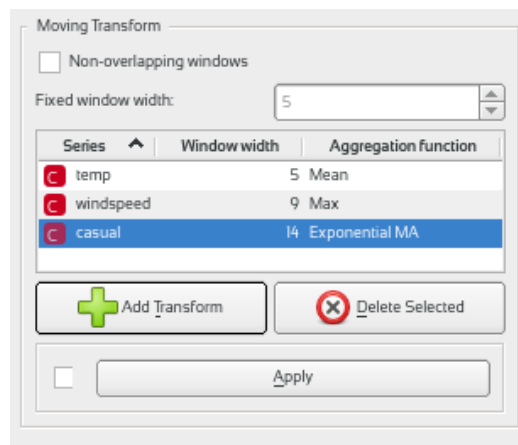 Moving Transform
Non-overlapping windows
Fixed window width: 5
Series Window width Aggregation function
C temp 5 Mean
C windspeed 9 Max
C casual 14 Exponential MA
Add Transform Delete Selected
Apply